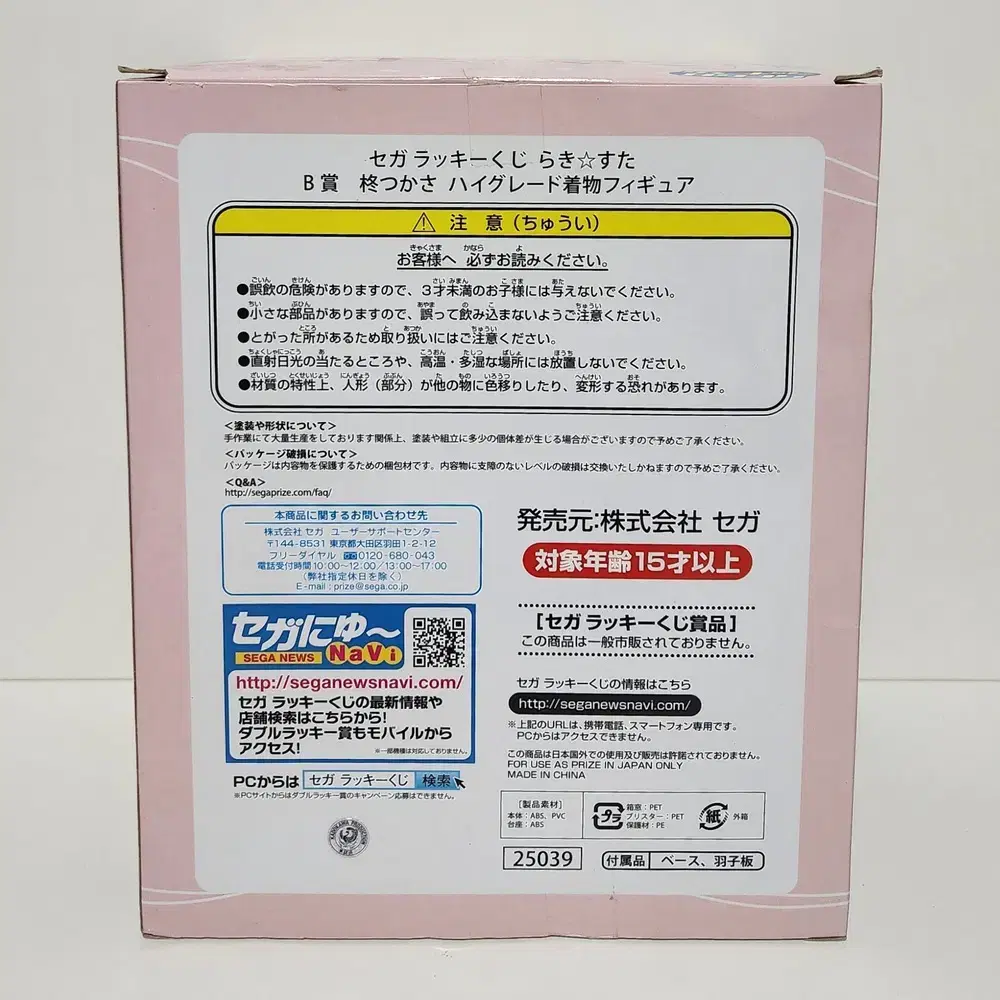 セガ ラッキーくじ らき☆すた
B賞 柊つかさ ハイグレード着物フィギュア
⚠ 注 意（ちゅうい）
お客様へ 必ずお読みください。
●誤飲の危険がありますので、3才未満のお子様には与えないでください。
●小さな部品がありますので、誤って飲み込まないようご注意ください。
●とがった所があるため取り扱いにはご注意ください。
●直射日光の当たるところや、高温・多湿な場所には放置しないでください。
●材質の特性上、人形（部分）が他の物に色移りしたり、変形する恐れがあります。
＜塗装や形状について＞
手作業にて大量生産をしております関係上、塗装や組立に多少の個体差が生じる場合がございますので予めご了承ください。
＜パッケージ破損について＞
パッケージは内容物を保護するための梱包材です。内容物に支障のないレベルの破損は交換いたしかねますので予めご了承ください。
＜Q&A＞
http://segaprize.com/faq/
本商品に関するお問い合わせ先
株式会社 セガ ユーザーサポートセンター
〒144-8531 東京都大田区羽田1-2-12
フリーダイヤル 0120-680-043
電話受付時間 10:00〜12:00／13:00〜17:00
（弊社指定休日を除く）
E-mail : prize@sega.co.jp
セガにゅ〜
SEGA NEWS NaVi
http://seganewsnavi.com/
セガ ラッキーくじの最新情報や
店舗検索はこちらから!
ダブルラッキー賞もモバイルから
アクセス!
※一部機種は対応しておりません。
PCからは セガ ラッキーくじ 検索
※PCサイトからはダブルラッキー賞のキャンペーン応募はできません。
発売元:株式会社 セガ
対象年齢15才以上
［セガ ラッキーくじ賞品］
この商品は一般市販されておりません。
セガ ラッキーくじの情報はこちら
http://seganewsnavi.com/
※上記のURLは、携帯電話、スマートフォン専用です。
PCからはアクセスできません。
この商品は日本国外での使用及び販売は許諾されておりません。
FOR USE AS PRIZE IN JAPAN ONLY
MADE IN CHINA
［製品素材］
本体：ABS、PVC
台座：ABS
プラ
箱窓：PET
ブリスター：PET
保護材：PE
紙 外箱
25039
付属品 ベース、羽子板